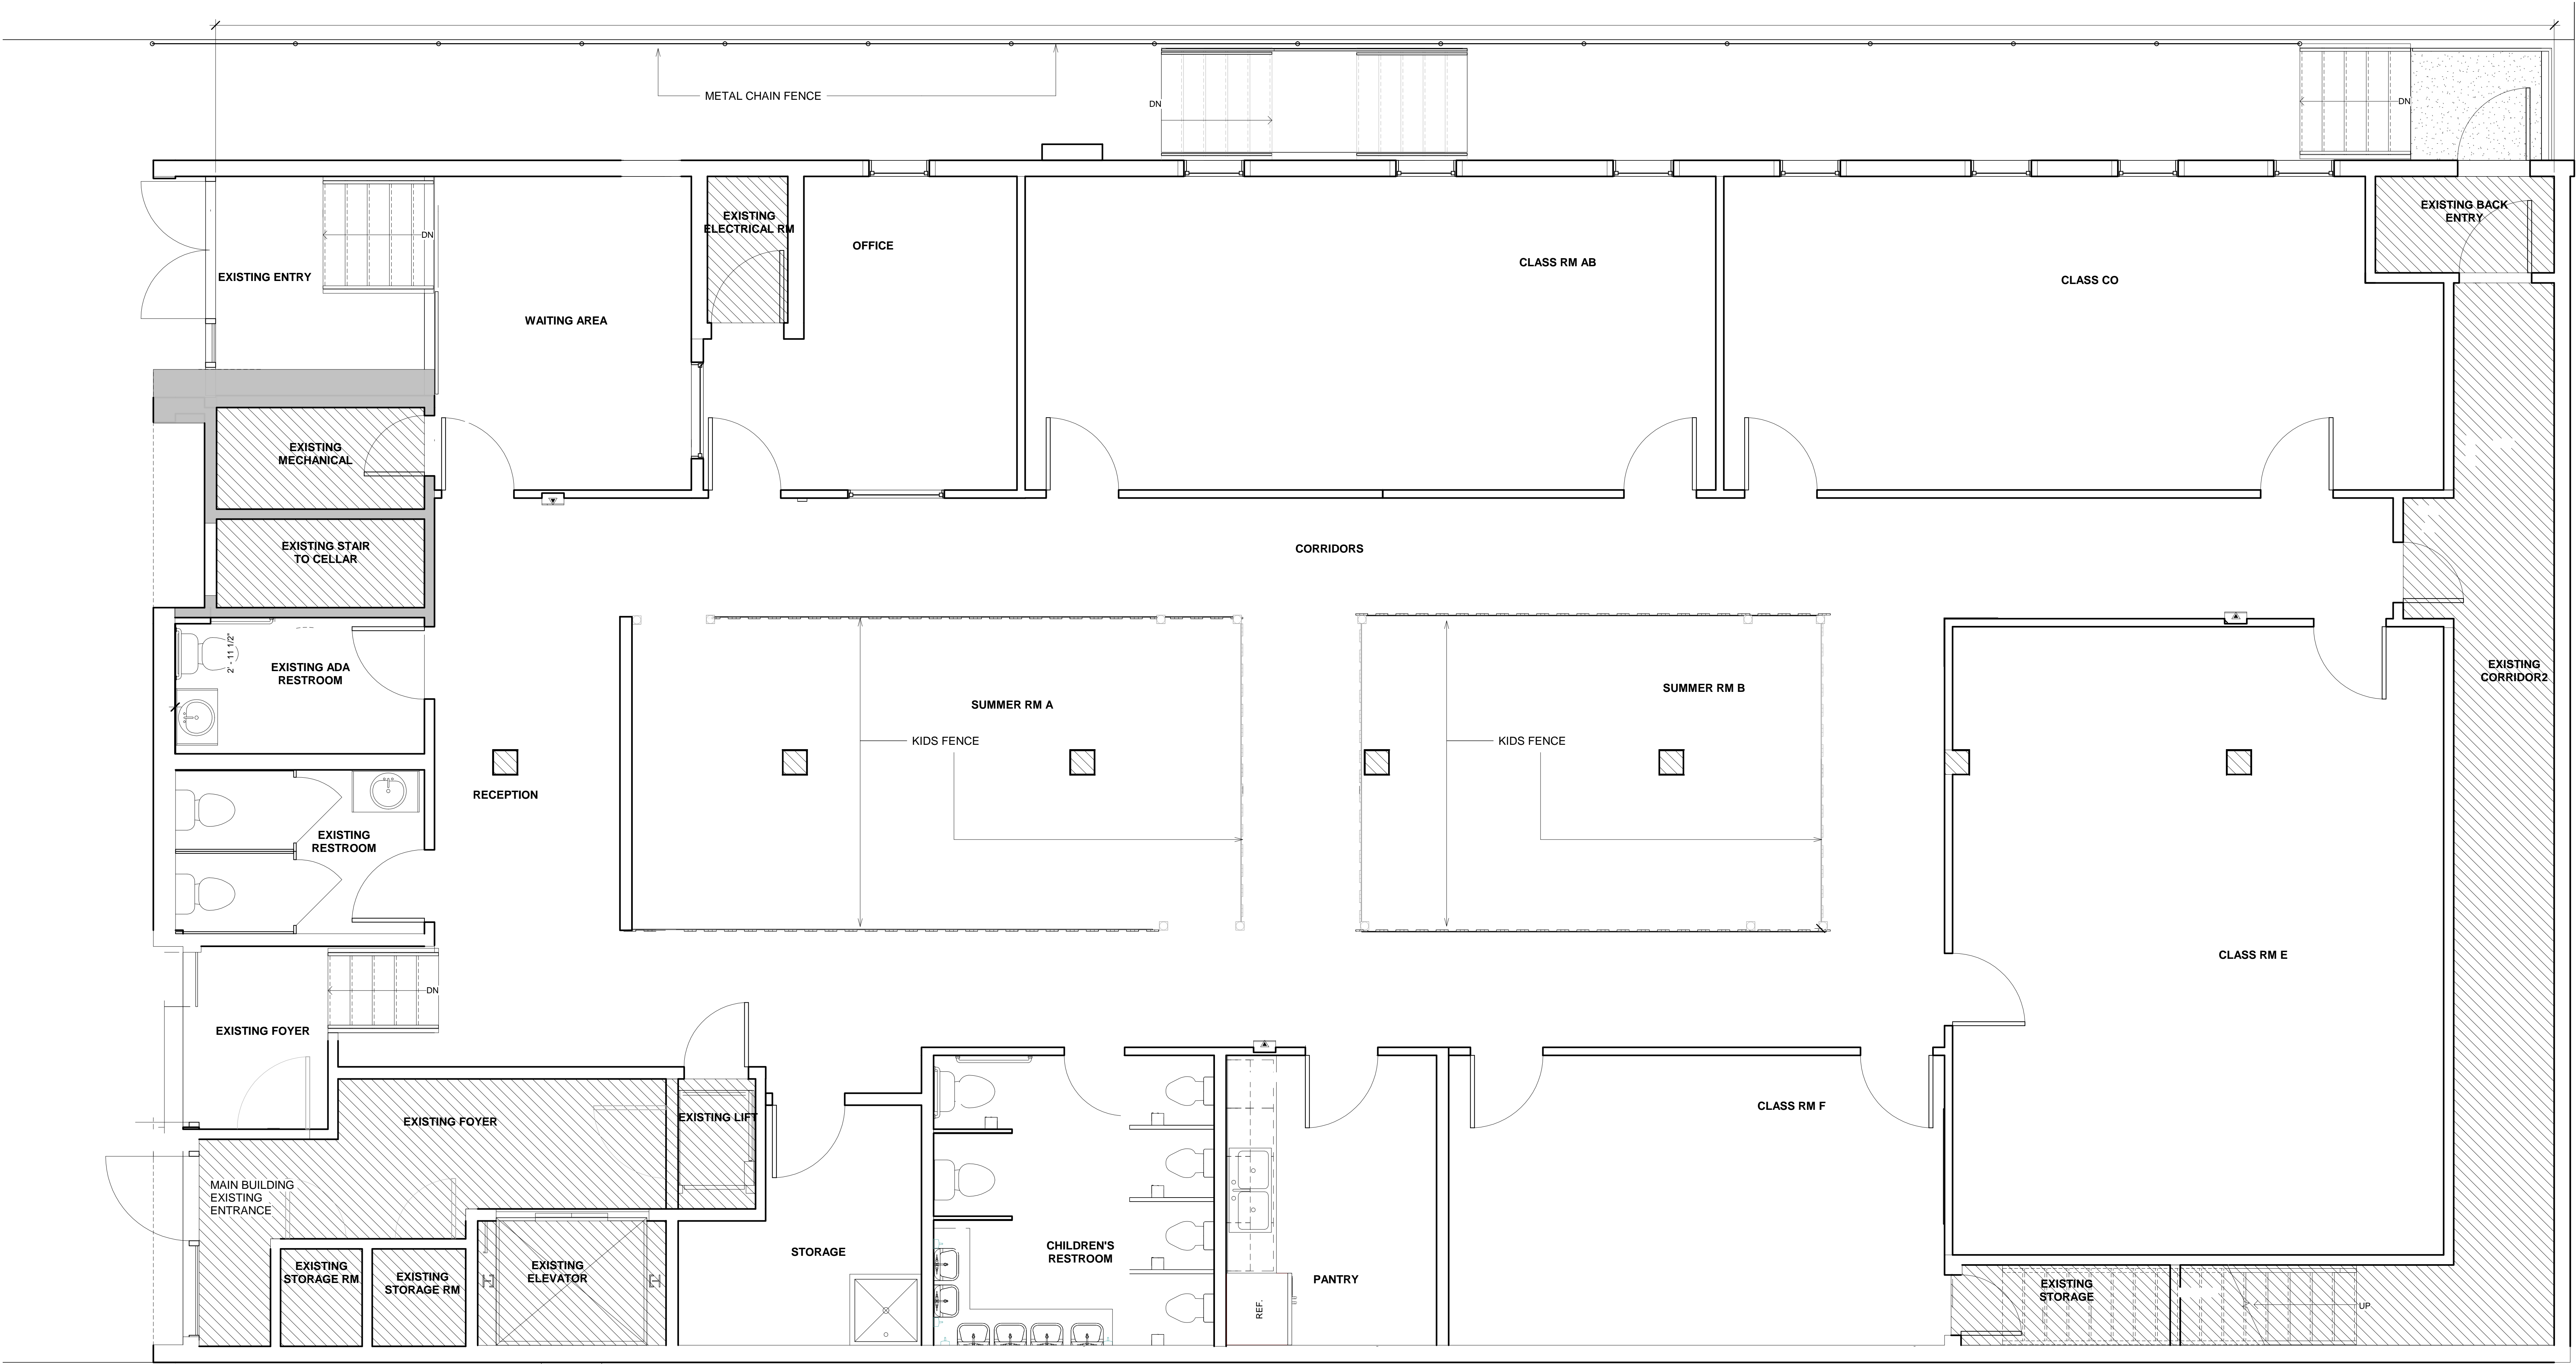 METAL CHAIN FENCE
DN
DN
EXISTING BACK
ENTRY
EXISTING
ELECTRICAL RM
DN
OFFICE
EXISTING ENTRY
CLASS RM AB
CLASS CO
WAITING AREA
EXISTING
MECHANICAL
EXISTING STAIR
TO CELLAR
CORRIDORS
2' - 11 1/2"
EXISTING ADA
RESTROOM
SUMMER RM A
SUMMER RM B
EXISTING
CORRIDOR2
KIDS FENCE
KIDS FENCE
RECEPTION
EXISTING
RESTROOM
CLASS RM E
DN
EXISTING FOYER
EXISTING FOYER
EXISTING LIFT
CLASS RM F
MAIN BUILDING
EXISTING
ENTRANCE
STORAGE
CHILDREN'S
RESTROOM
PANTRY
EXISTING
STORAGE RM
EXISTING
STORAGE RM
EXISTING
ELEVATOR
REF.
EXISTING
STORAGE
UP